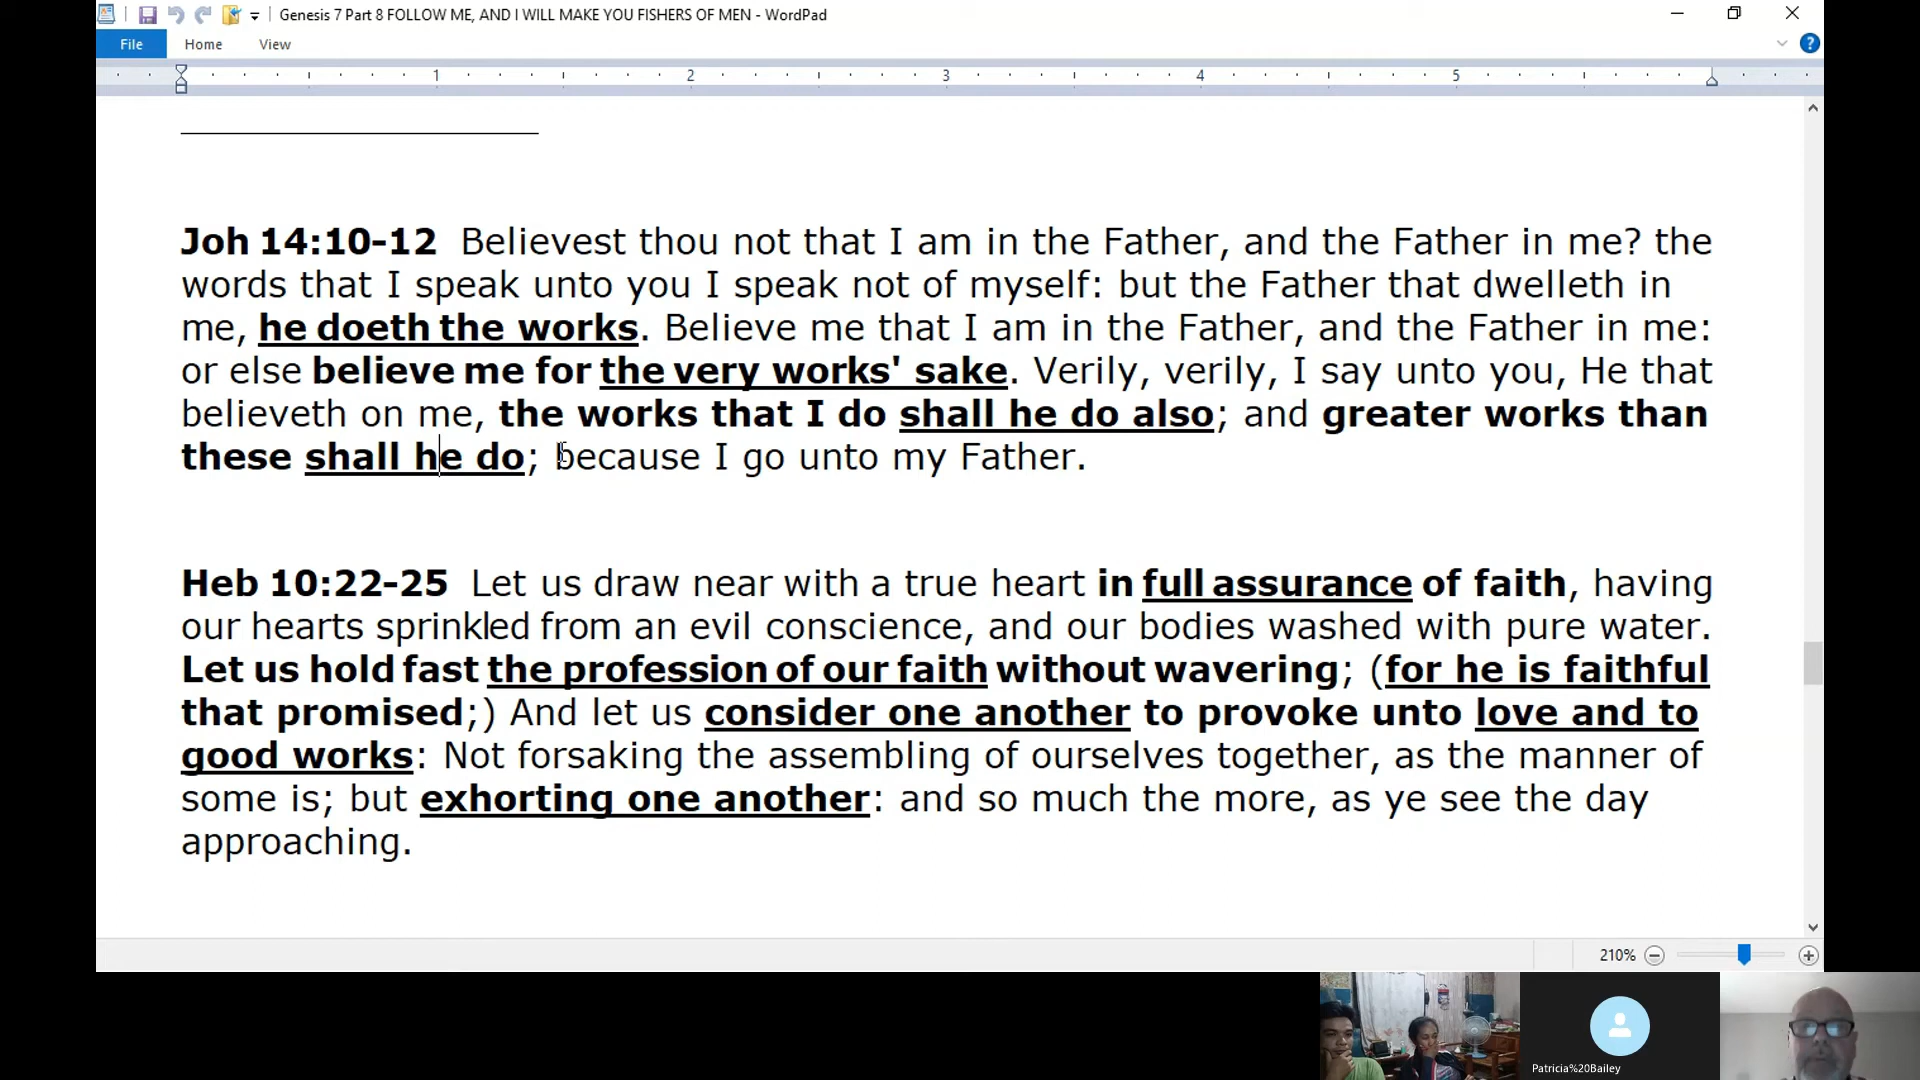 Genesis 7 Part 8 FOLLOW ME, AND I WILL MAKE YOU FISHERS OF MEN - WordPad
File Home View
1 2 3 4 5
Joh 14:10-12 Believest thou not that I am in the Father, and the Father in me? the
words that I speak unto you I speak not of myself: but the Father that dwelleth in
me, he doeth the works. Believe me that I am in the Father, and the Father in me:
or else believe me for the very works' sake. Verily, verily, I say unto you, He that
believeth on me, the works that I do shall he do also; and greater works than
these shall he do; because I go unto my Father.
Heb 10:22-25 Let us draw near with a true heart in full assurance of faith, having
our hearts sprinkled from an evil conscience, and our bodies washed with pure water.
Let us hold fast the profession of our faith without wavering; (for he is faithful
that promised;) And let us consider one another to provoke unto love and to
good works: Not forsaking the assembling of ourselves together, as the manner of
some is; but exhorting one another: and so much the more, as ye see the day
approaching.
210%
Patricia%20Bailey